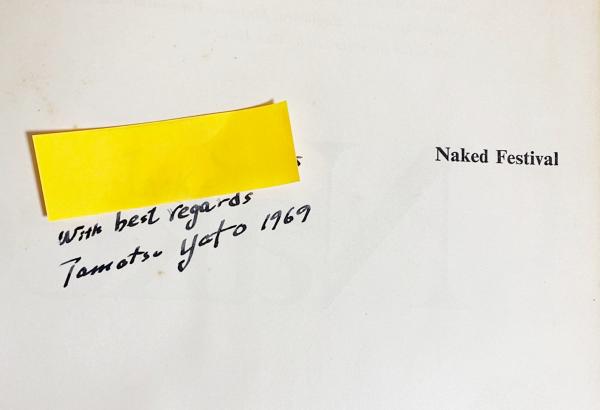 Naked Festival
With best regards
Tamotsu Yato 1969